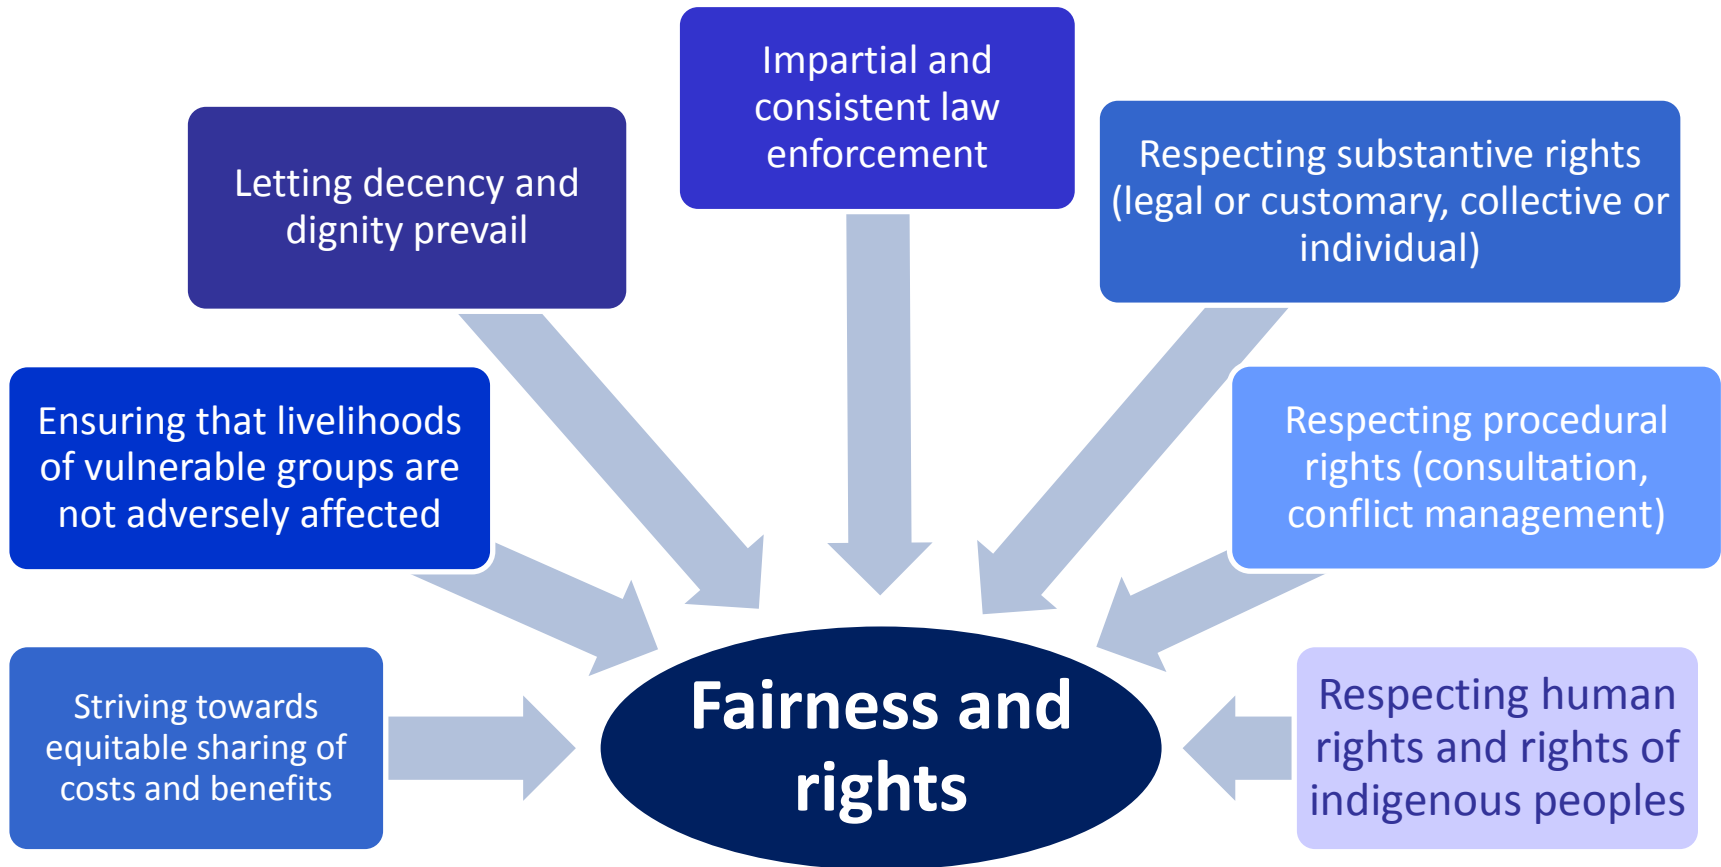 Impartial and
consistent law
enforcement
Letting decency and
dignity prevail
Respecting substantive rights
(legal or customary, collective or
individual)
Ensuring that livelihoods
of vulnerable groups are
not adversely affected
Respecting procedural
rights (consultation,
conflict management)
Striving towards
equitable sharing of
costs and benefits
Fairness and
rights
Respecting human
rights and rights of
indigenous peoples